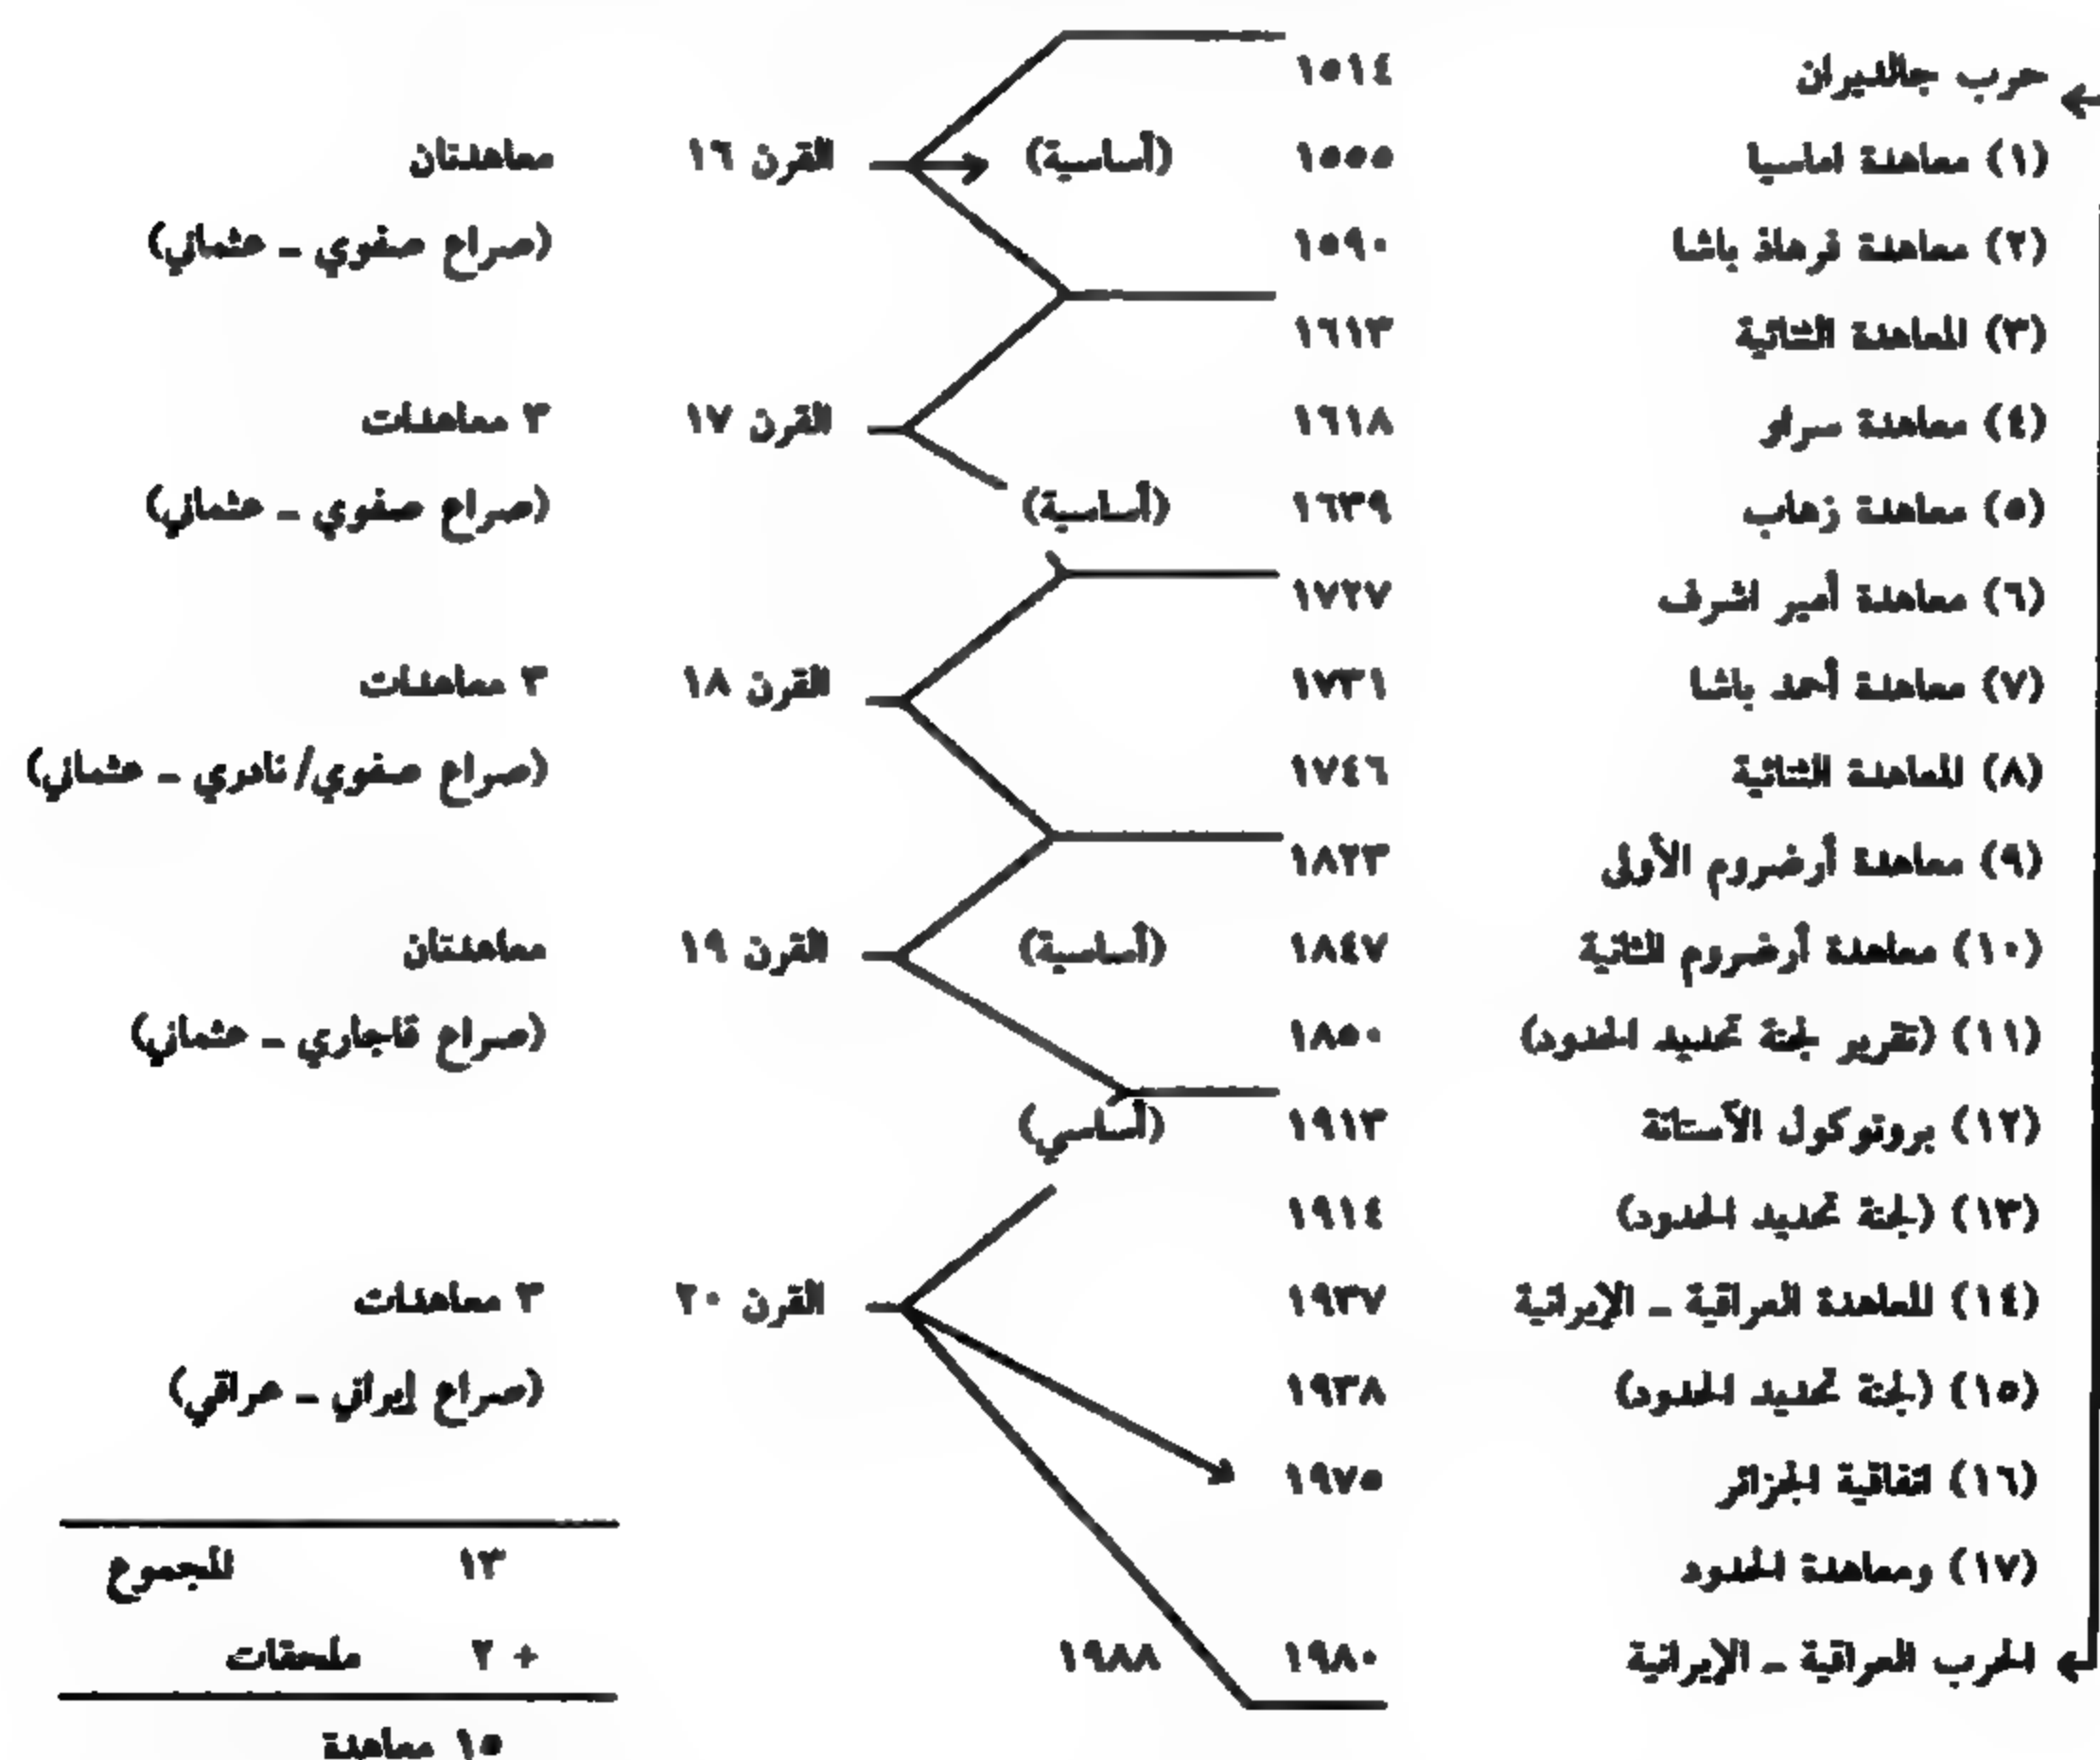 حرب جالديران ١٥١٤
(١) معاهدة اماسيا ١٥٥٥ (أساسية) القرن ١٦ معاهدتان
(٢) معاهدة فرهاد باشا ١٥٩٠ (صراع صفوي - عثماني)
(٣) المعاهدة الثنائية ١٦١٣
(٤) معاهدة سراو ١٦١٨ القرن ١٧ ٣ معاهدات
(٥) معاهدة زهاب ١٦٣٩ (أساسية) (صراع صفوي - عثماني)
(٦) معاهدة أمير اشرف ١٧٢٧
(٧) معاهدة أحمد باشا ١٧٣١ القرن ١٨ ٣ معاهدات
(٨) المعاهدة الثنائية ١٧٤٦ (صراع صفوي/نادري - عثماني)
(٩) معاهدة أرضروم الأولى ١٨٢٣
(١٠) معاهدة أرضروم الثانية ١٨٤٧ (أساسية) القرن ١٩ معاهدتان
(١١) (تقرير لجنة تحديد الحدود) ١٨٥٠ (صراع قاجاري - عثماني)
(١٢) بروتوكول الآستانة ١٩١٣ (أساسي)
(١٣) (لجنة تحديد الحدود) ١٩١٤
(١٤) المعاهدة العراقية - الإيرانية ١٩٣٧ القرن ٢٠ ٣ معاهدات
(١٥) (لجنة تحديد الحدود) ١٩٣٨ (صراع إيراني - عراقي)
(١٦) اتفاقية الجزائر ١٩٧٥
(١٧) ومعاهدة الحدود ١٣ المجموع
الحرب العراقية - الإيرانية ١٩٨٠ ١٩٨٨ + ٢ ملحقات
١٥ معاهدة